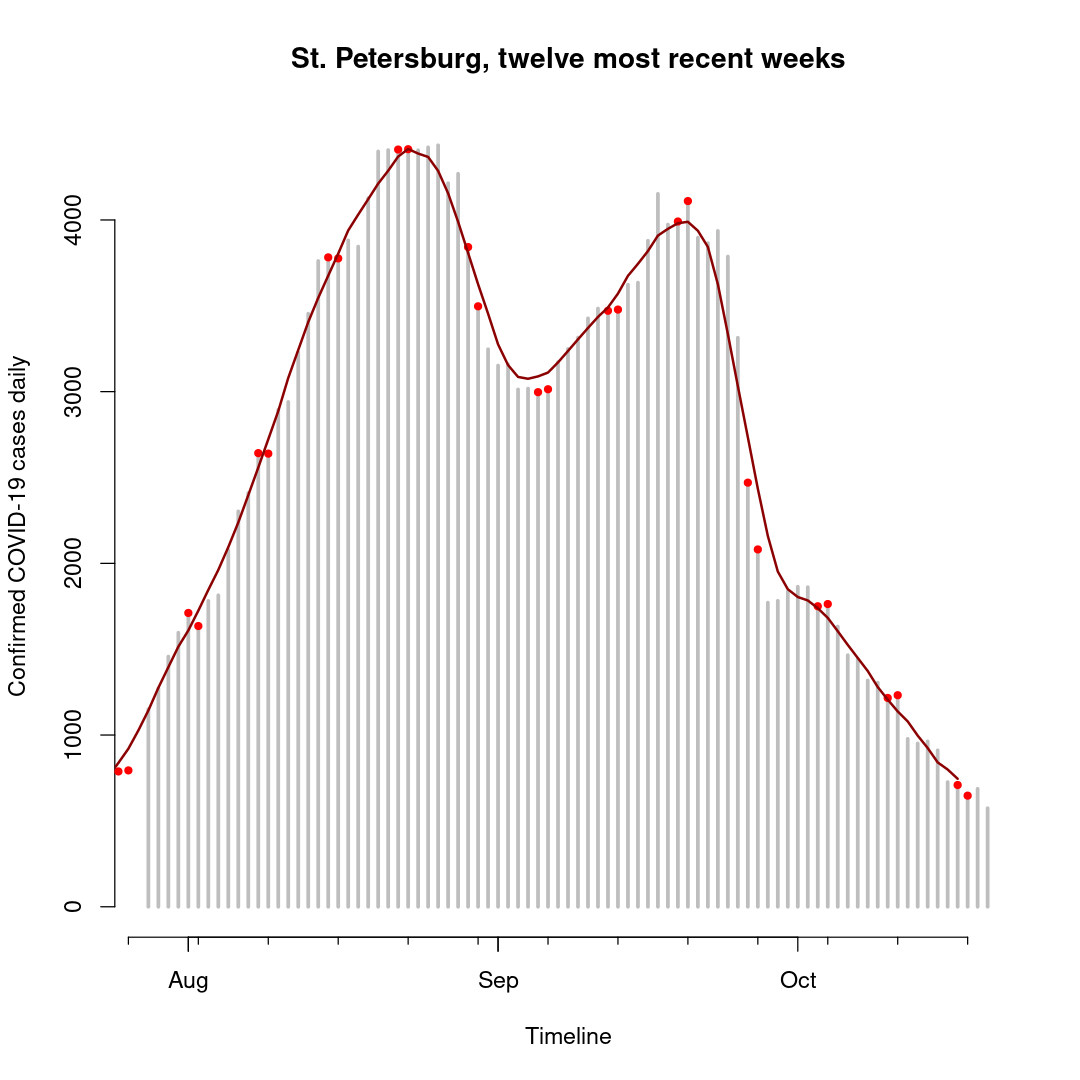 St. Petersburg, twelve most recent weeks
Confirmed COVID-19 cases daily
4000
3000
2000
1000
0
Aug Sep Oct
Timeline